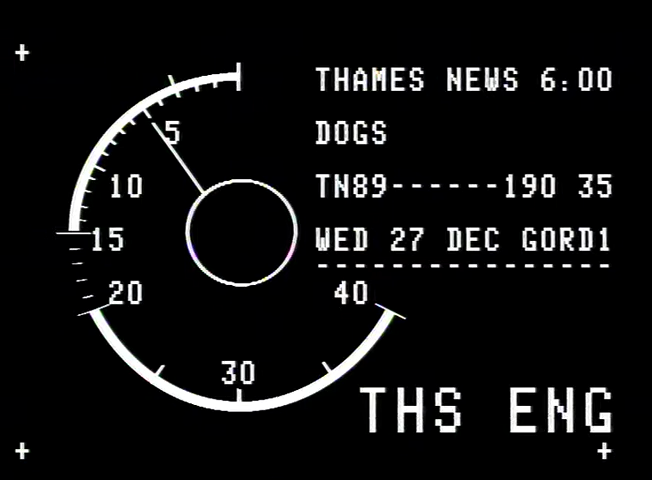 THAMES NEWS 6:00
DOGS
TN89------190 35
WED 27 DEC GORD1
-----------------
5
10
15
20
30
40
THS ENG